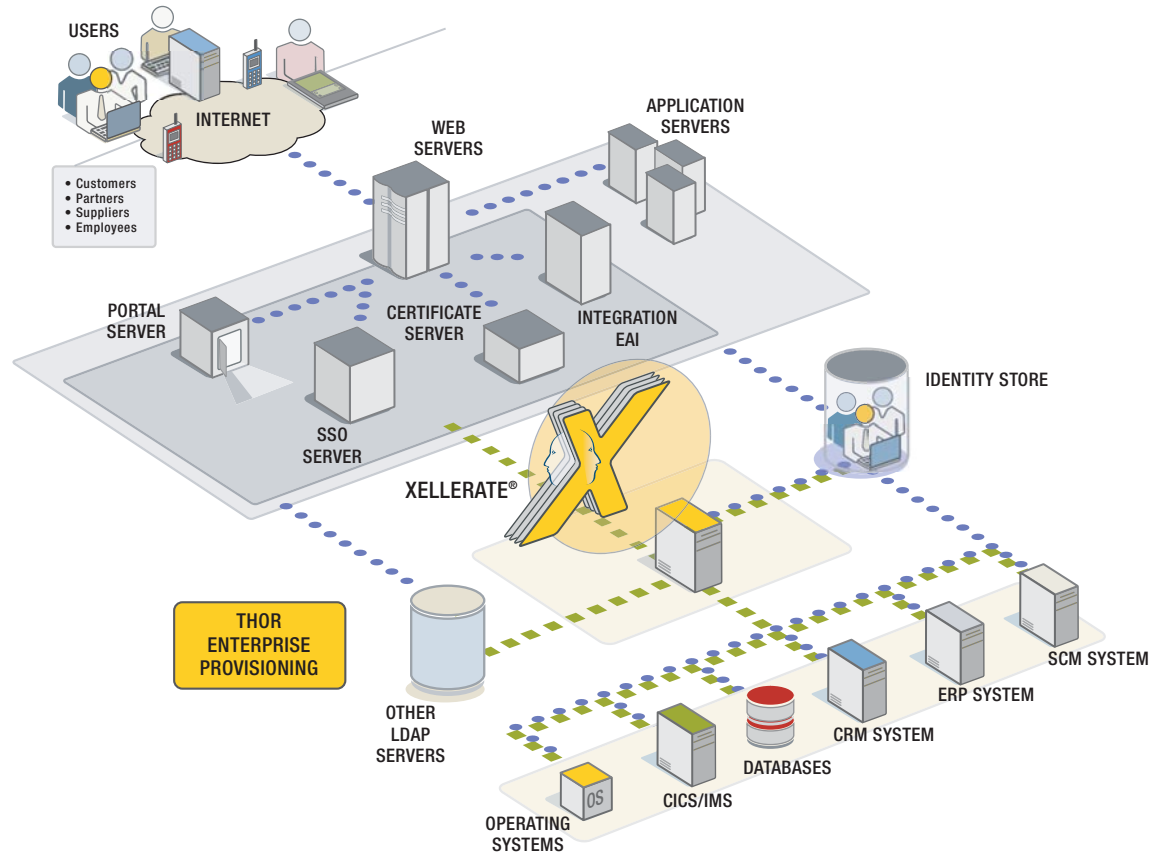 USERS
INTERNET
• Customers
• Partners
• Suppliers
• Employees
WEB
SERVERS
APPLICATION
SERVERS
PORTAL
SERVER
CERTIFICATE
SERVER
INTEGRATION
EAI
SSO
SERVER
IDENTITY STORE
XELLERATE®
THOR
ENTERPRISE
PROVISIONING
OTHER
LDAP
SERVERS
SCM SYSTEM
ERP SYSTEM
CRM SYSTEM
DATABASES
CICS/IMS
OS
OPERATING
SYSTEMS